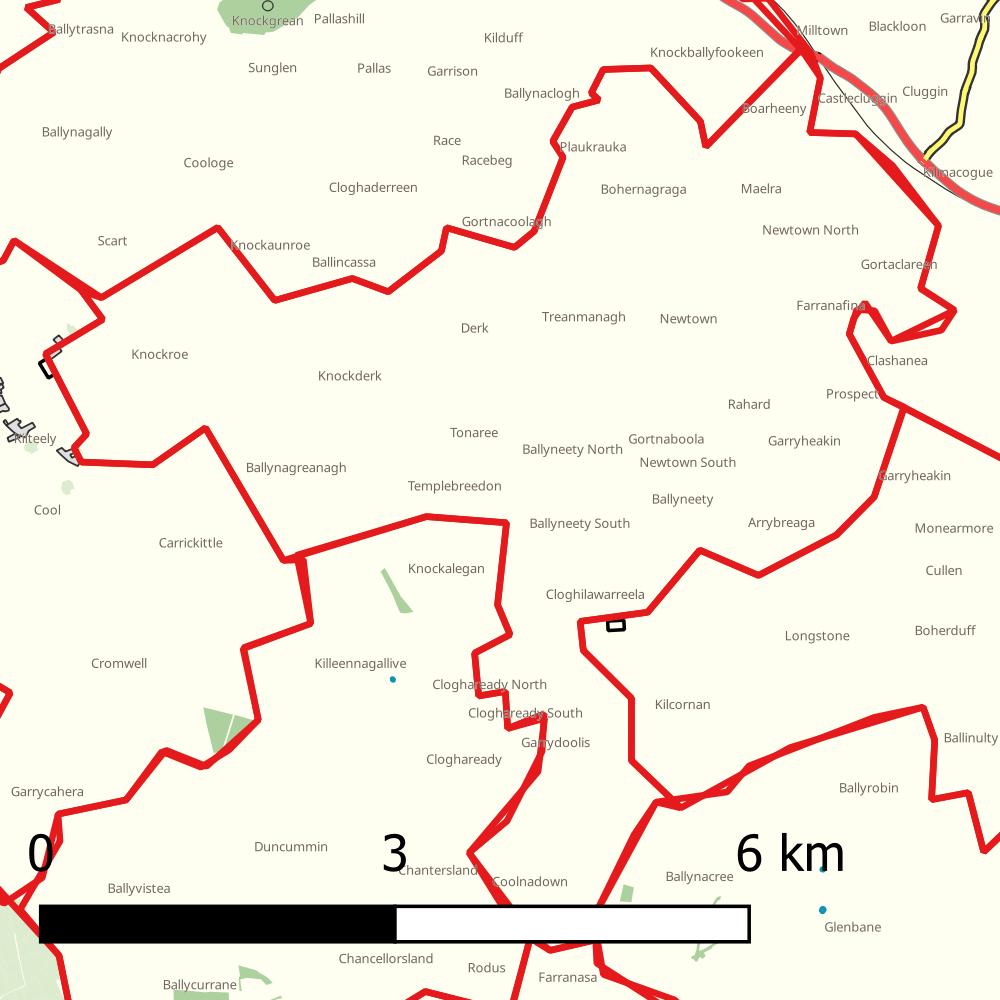 Pallashill
Garravin
Knockgrean
Ballytrasna
Milltown
Blackloon
Knocknacrohy
Kilduff
Knockballyfookeen
Sunglen
Pallas
Garrison
Ballynaclogh
Castlecluggin
Cluggin
Boarheeny
Ballynagally
Race
Plaukrauka
Coologe
Racebeg
Kilmacogue
Cloghaderreen
Bohernagraga
Maelra
Gortnacoolagh
Newtown North
Scart
Knockaunroe
Ballincassa
Gortaclareen
Farranafina
Treanmanagh
Newtown
Derk
Knockroe
Clashanea
Knockderk
Prospect
Rahard
Tonaree
Kilteely
Gortnaboola
Garryheakin
Ballyneety North
Newtown South
Ballynagreanagh
Garryheakin
Templebreedon
Ballyneety
Cool
Ballyneety South
Arrybreaga
Monearmore
Carrickittle
Knockalegan
Cullen
Cloghilawarreela
Boherduff
Longstone
Cromwell
Killeennagallive
Cloghaready North
Kilcornan
Cloghaready South
Garrydoolis
Ballinulty
Cloghaready
Garrycahera
Ballyrobin
Duncummin
0 3 6 km
Chantersland
Coolnadown
Ballynacree
Ballyvistea
Glenbane
Chancellorsland
Rodus
Farranasa
Ballycurrane